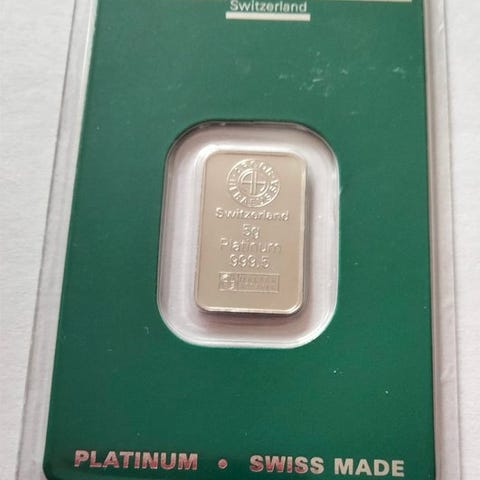 Switzerland
Switzerland
5g
Platinum
999.5
PLATINUM • SWISS MADE